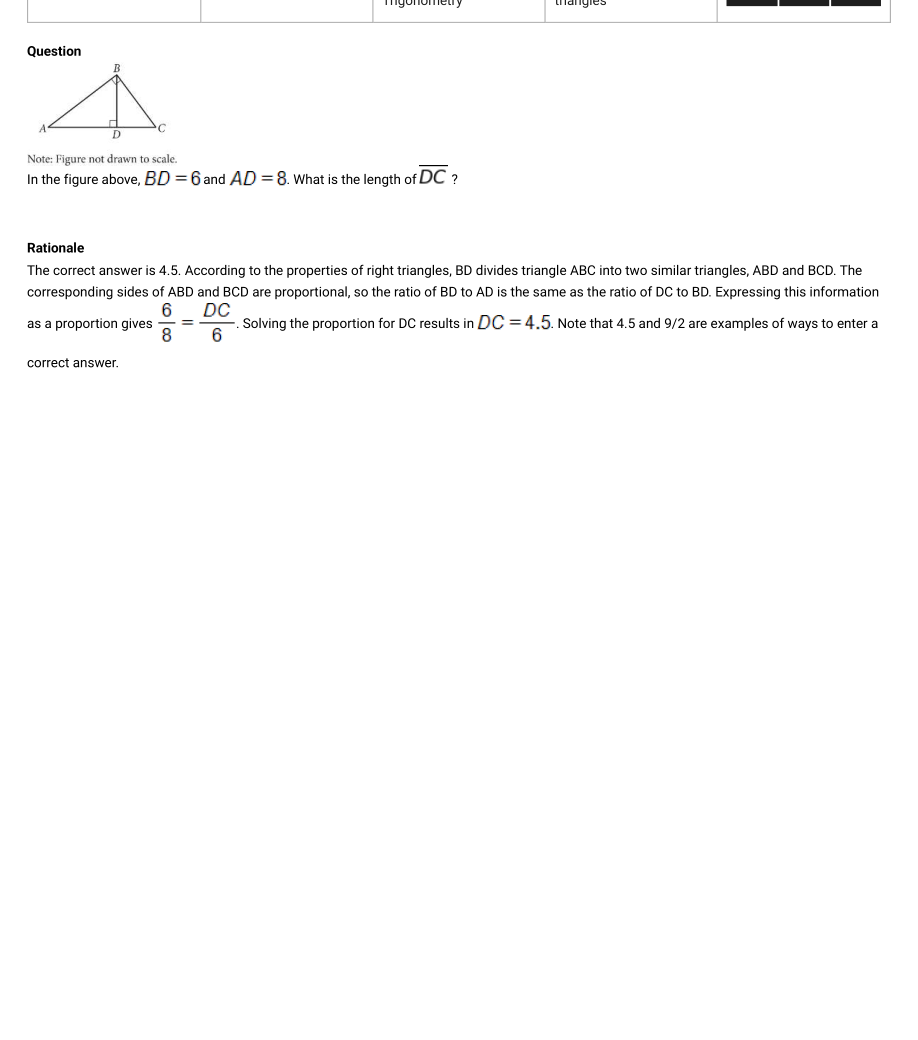 Trigonometry triangles
Question
B
A
D
C
Note: Figure not drawn to scale.
In the figure above, BD = 6 and AD = 8. What is the length of D̅C̅ ?
Rationale
The correct answer is 4.5. According to the properties of right triangles, BD divides triangle ABC into two similar triangles, ABD and BCD. The
corresponding sides of ABD and BCD are proportional, so the ratio of BD to AD is the same as the ratio of DC to BD. Expressing this information
as a proportion gives 6/8 = DC/6. Solving the proportion for DC results in DC = 4.5. Note that 4.5 and 9/2 are examples of ways to enter a
correct answer.